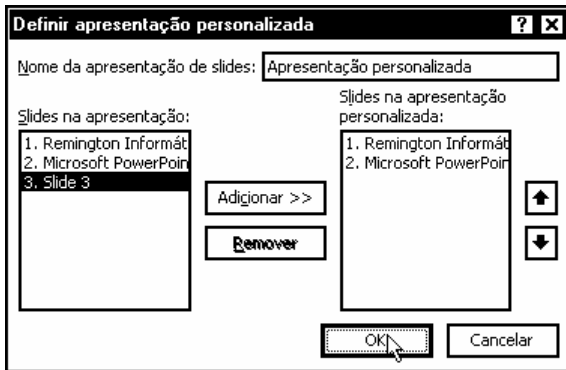 Definir apresentação personalizada
? X
Nome da apresentação de slides: Apresentação personalizada
Slides na apresentação:
1. Remington Informát
2. Microsoft PowerPoin
3. Slide 3
Adicionar >>
Remover
Slides na apresentação
personalizada:
1. Remington Informát
2. Microsoft PowerPoin
OK
Cancelar